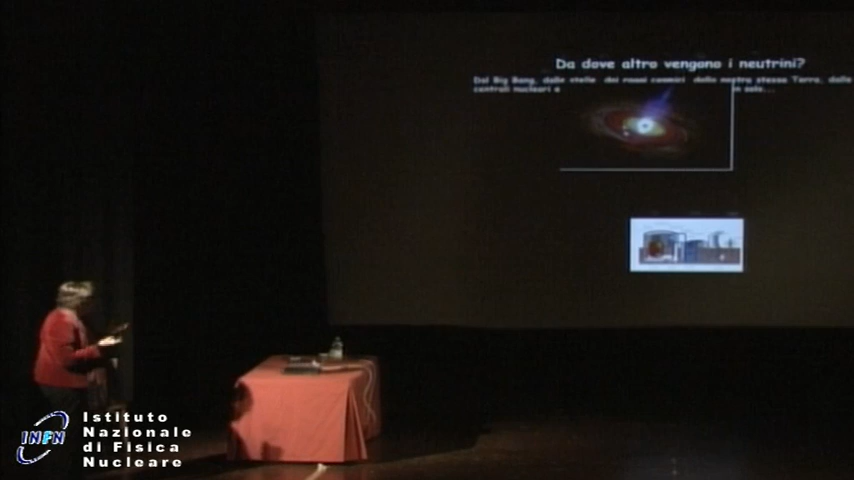 Da dove altro vengono i neutrini?
Dal Big Bang, dalle stelle dai raggi cosmici dalla nostra stessa Terra, dalle
centrali nucleari e
sole...
INFN
Istituto
Nazionale
di Fisica
Nucleare